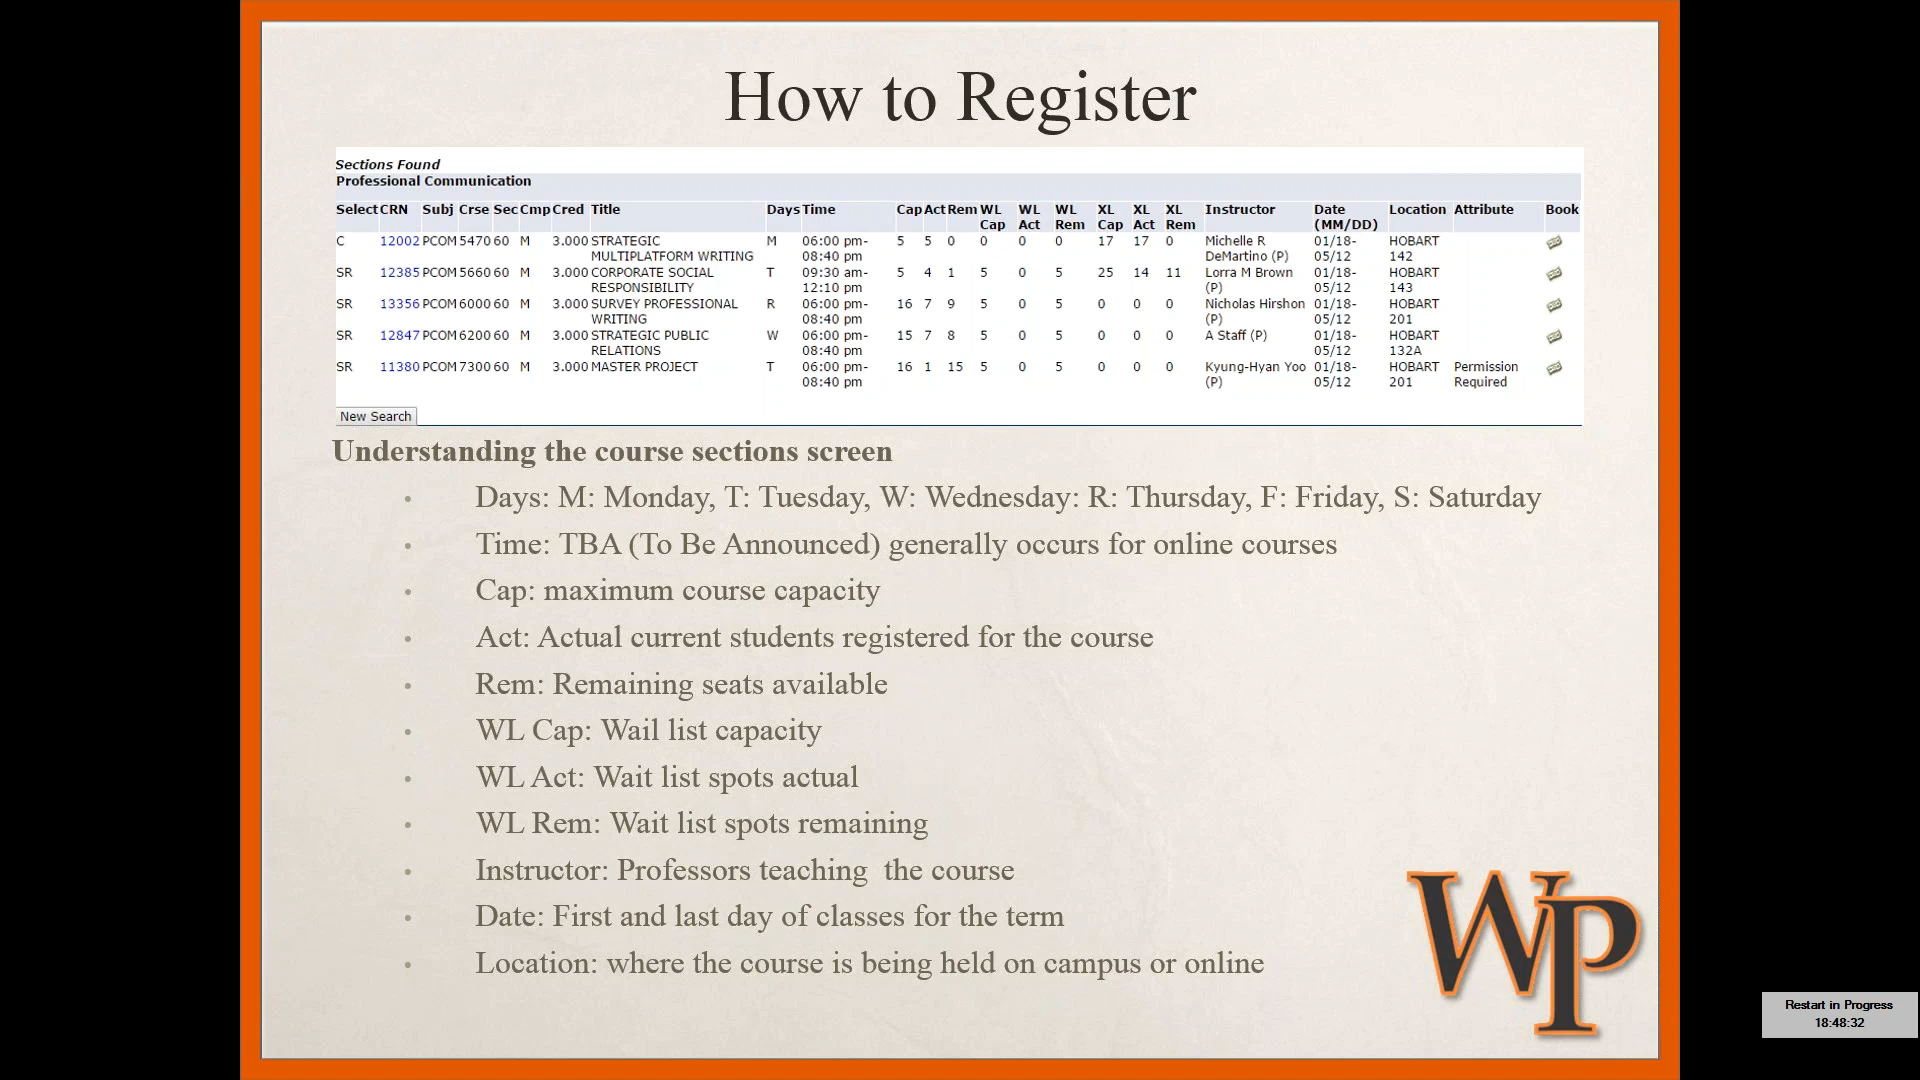 How to Register
Sections Found
Professional Communication
Select CRN Subj Crse Sec Cmp Cred Title Days Time Cap Act Rem WL Cap WL Act WL Rem XL Cap XL Act XL Rem Instructor Date (MM/DD) Location Attribute Book
C 12002 PCOM 5470 60 M 3.000 STRATEGIC MULTIPLATFORM WRITING M 06:00 pm-08:40 pm 5 5 0 0 0 0 17 17 0 Michelle R DeMartino (P) 01/18-05/12 HOBART 142
SR 12385 PCOM 5660 60 M 3.000 CORPORATE SOCIAL RESPONSIBILITY T 09:30 am-12:10 pm 5 4 1 5 0 5 25 14 11 Lorra M Brown (P) 01/18-05/12 HOBART 143
SR 13356 PCOM 6000 60 M 3.000 SURVEY PROFESSIONAL WRITING R 06:00 pm-08:40 pm 16 7 9 5 0 5 0 0 0 Nicholas Hirshon (P) 01/18-05/12 HOBART 201
SR 12847 PCOM 6200 60 M 3.000 STRATEGIC PUBLIC RELATIONS W 06:00 pm-08:40 pm 15 7 8 5 0 5 0 0 0 A Staff (P) 01/18-05/12 HOBART 132A
SR 11380 PCOM 7300 60 M 3.000 MASTER PROJECT T 06:00 pm-08:40 pm 16 1 15 5 0 5 0 0 0 Kyung-Hyan Yoo (P) 01/18-05/12 HOBART 201 Permission Required
New Search
Understanding the course sections screen
• Days: M: Monday, T: Tuesday, W: Wednesday: R: Thursday, F: Friday, S: Saturday
• Time: TBA (To Be Announced) generally occurs for online courses
• Cap: maximum course capacity
• Act: Actual current students registered for the course
• Rem: Remaining seats available
• WL Cap: Wail list capacity
• WL Act: Wait list spots actual
• WL Rem: Wait list spots remaining
• Instructor: Professors teaching  the course
• Date: First and last day of classes for the term
• Location: where the course is being held on campus or online
WP
Restart in Progress
18:48:32